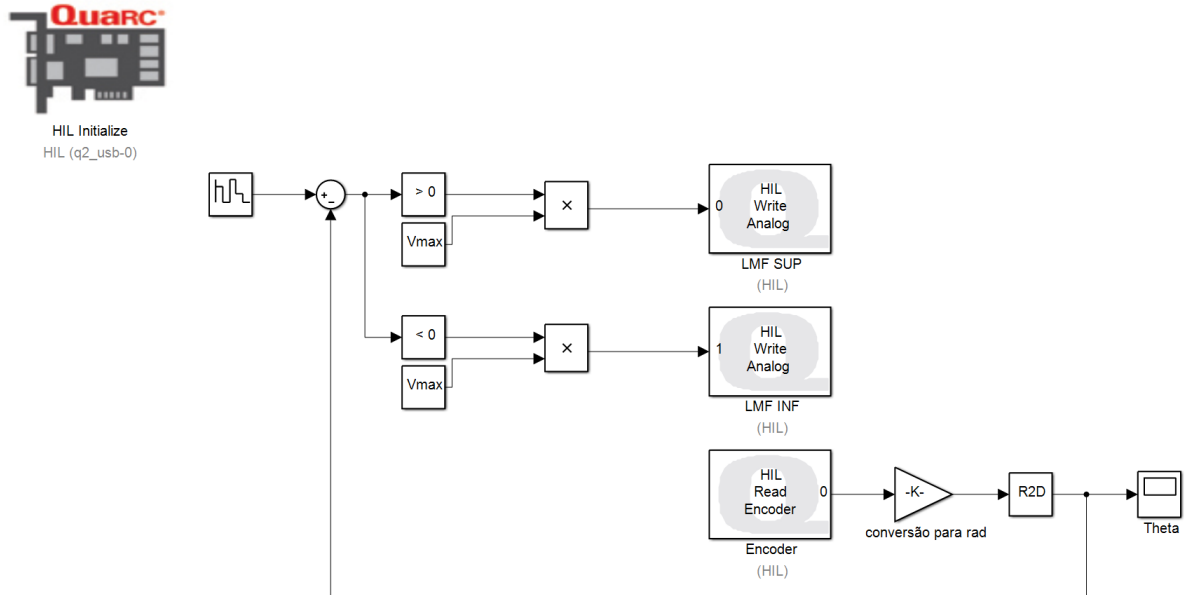 QUARC
HIL Initialize
HIL (q2_usb-0)
+
-
> 0
Vmax
×
0
HIL
Write
Analog
LMF SUP
(HIL)
< 0
Vmax
×
1
HIL
Write
Analog
LMF INF
(HIL)
HIL
Read
Encoder
0
Encoder
(HIL)
-K-
conversão para rad
R2D
Theta